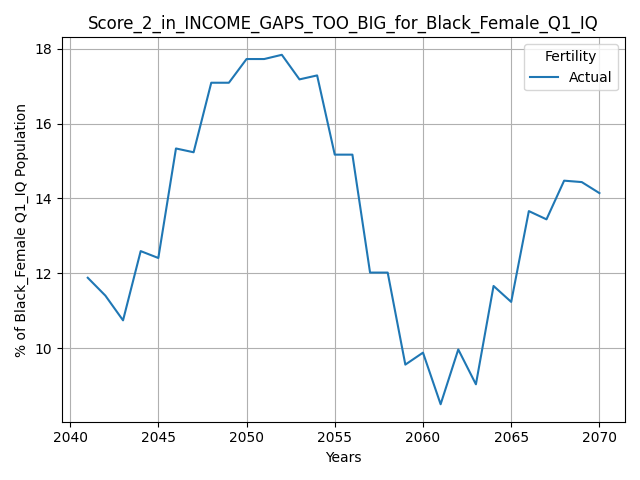 Score_2_in_INCOME_GAPS_TOO_BIG_for_Black_Female_Q1_IQ
Fertility
Actual
% of Black_Female Q1_IQ Population
18
16
14
12
10
2040 2045 2050 2055 2060 2065 2070
Years